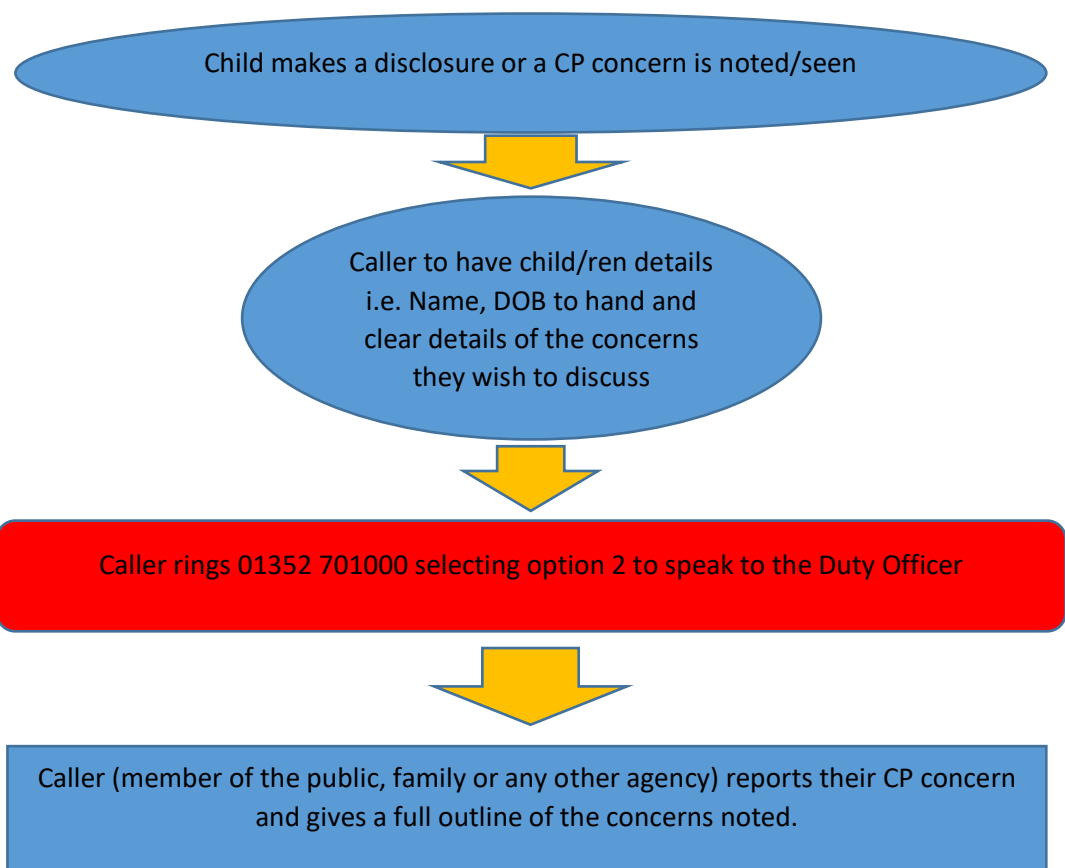 Child makes a disclosure or a CP concern is noted/seen
Caller to have child/ren details
i.e. Name, DOB to hand and
clear details of the concerns
they wish to discuss
Caller rings 01352 701000 selecting option 2 to speak to the Duty Officer
Caller (member of the public, family or any other agency) reports their CP concern
and gives a full outline of the concerns noted.